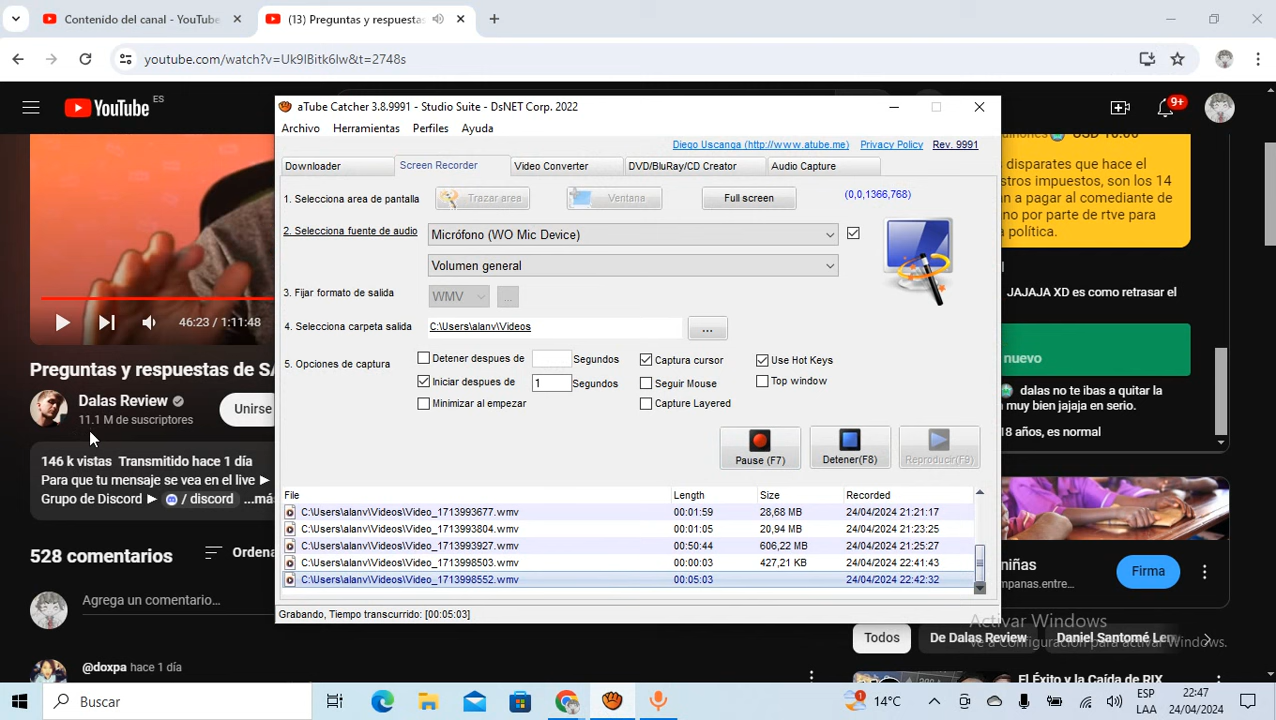 Contenido del canal - YouTube
(13) Preguntas y respuestas
youtube.com/watch?v=Uk9IBitk6lw&t=2748s
YouTube ES
9+
aTube Catcher 3.8.9991 - Studio Suite - DsNET Corp. 2022
Archivo Herramientas Perfiles Ayuda
Diego Uscanga (http://www.atube.me) Privacy Policy Rev. 9991
Downloader Screen Recorder Video Converter DVD/BluRay/CD Creator Audio Capture
1. Selecciona area de pantalla Trazar area Ventana Full screen (0,0,1366,768)
2. Selecciona fuente de audio Micrófono (WO Mic Device)
Volumen general
3. Fijar formato de salida WMV ...
4. Selecciona carpeta salida C:\Users\alanv\Videos ...
5. Opciones de captura Detener despues de Segundos Captura cursor Use Hot Keys
Iniciar despues de 1 Segundos Seguir Mouse Top window
Minimizar al empezar Capture Layered
Pause (F7) Detener(F8) Reproducir(F9)
File Length Size Recorded
C:\Users\alanv\Videos\Video_1713993677.wmv 00:01:59 28,68 MB 24/04/2024 21:21:17
C:\Users\alanv\Videos\Video_1713993804.wmv 00:01:05 20,94 MB 24/04/2024 21:23:25
C:\Users\alanv\Videos\Video_1713993927.wmv 00:50:44 606,22 MB 24/04/2024 21:25:27
C:\Users\alanv\Videos\Video_1713998503.wmv 00:00:03 427,21 KB 24/04/2024 22:41:43
C:\Users\alanv\Videos\Video_1713998552.wmv 00:05:03 24/04/2024 22:42:32
Grabando, Tiempo transcurrido: [00:05:03]
46:23 / 1:11:48
Preguntas y respuestas de
Dalas Review
11.1 M de suscriptores
Unirse
146 k vistas Transmitido hace 1 día
Para que tu mensaje se vea en el live
Grupo de Discord / discord ...más
528 comentarios Ordena
Agrega un comentario...
@doxpa hace 1 día
USD 10.00
disparates que hace el
stros impuestos, son los 14
an a pagar al comediante de
no por parte de rtve para
política.
JAJAJA XD es como retrasar el
nuevo
dalas no te ibas a quitar la
muy bien jajaja en serio.
18 años, es normal
niñas
Firma
Activar Windows
Ve a Configuración para activar Windows.
Todos De Dalas Review
El Éxito y la Caída de RIX
Buscar
1
14°C
ESP
LAA
22:47
24/04/2024